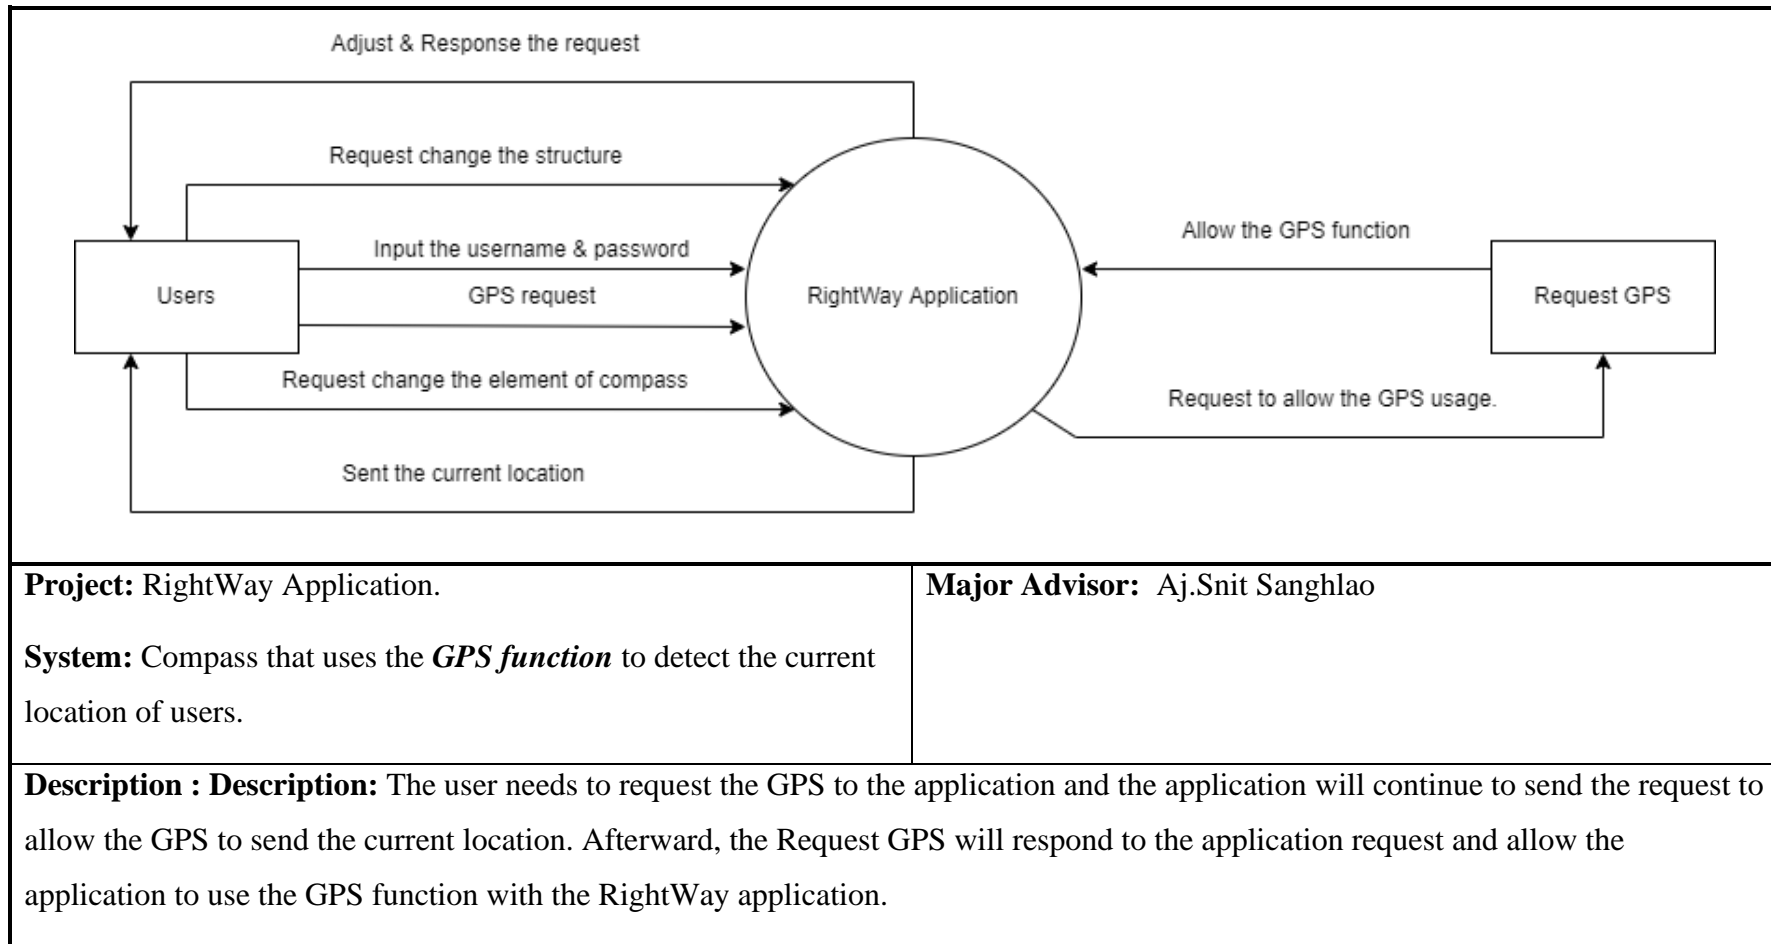 Adjust & Response the request
Request change the structure
Input the username & password
Allow the GPS function
Users
GPS request
RightWay Application
Request GPS
Request change the element of compass
Request to allow the GPS usage.
Sent the current location
Project: RightWay Application.
System: Compass that uses the GPS function to detect the current
location of users.
Major Advisor: Aj.Snit Sanghlao
Description : Description: The user needs to request the GPS to the application and the application will continue to send the request to
allow the GPS to send the current location. Afterward, the Request GPS will respond to the application request and allow the
application to use the GPS function with the RightWay application.